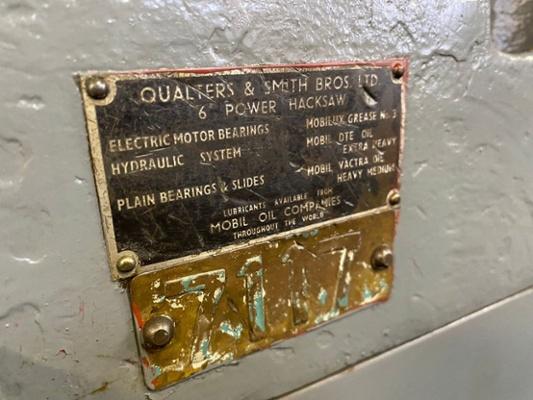 QUALTERS & SMITH BROS. LTD
6" POWER HACKSAW
ELECTRIC MOTOR BEARINGS MOBILUX GREASE No. 3
HYDRAULIC SYSTEM MOBIL DTE OIL EXTRA HEAVY
PLAIN BEARINGS & SLIDES MOBIL VACTRA OIL HEAVY MEDIUM
LUBRICANTS AVAILABLE FROM
MOBIL OIL COMPANIES
THROUGHOUT THE WORLD
7117